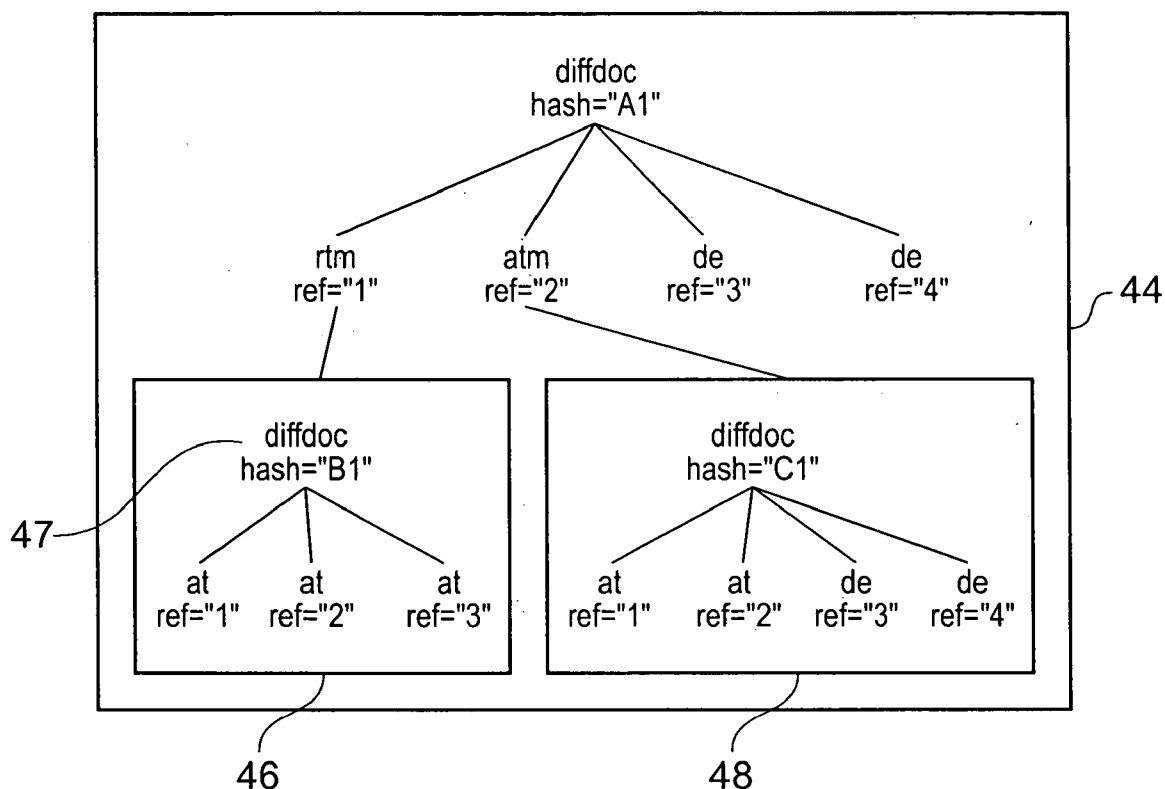 diffdoc
hash="A1"
rtm atm de de
ref="1" ref="2" ref="3" ref="4"
44
diffdoc diffdoc
hash="B1" hash="C1"
47
at at at at at de de
ref="1" ref="2" ref="3" ref="1" ref="2" ref="3" ref="4"
46 48